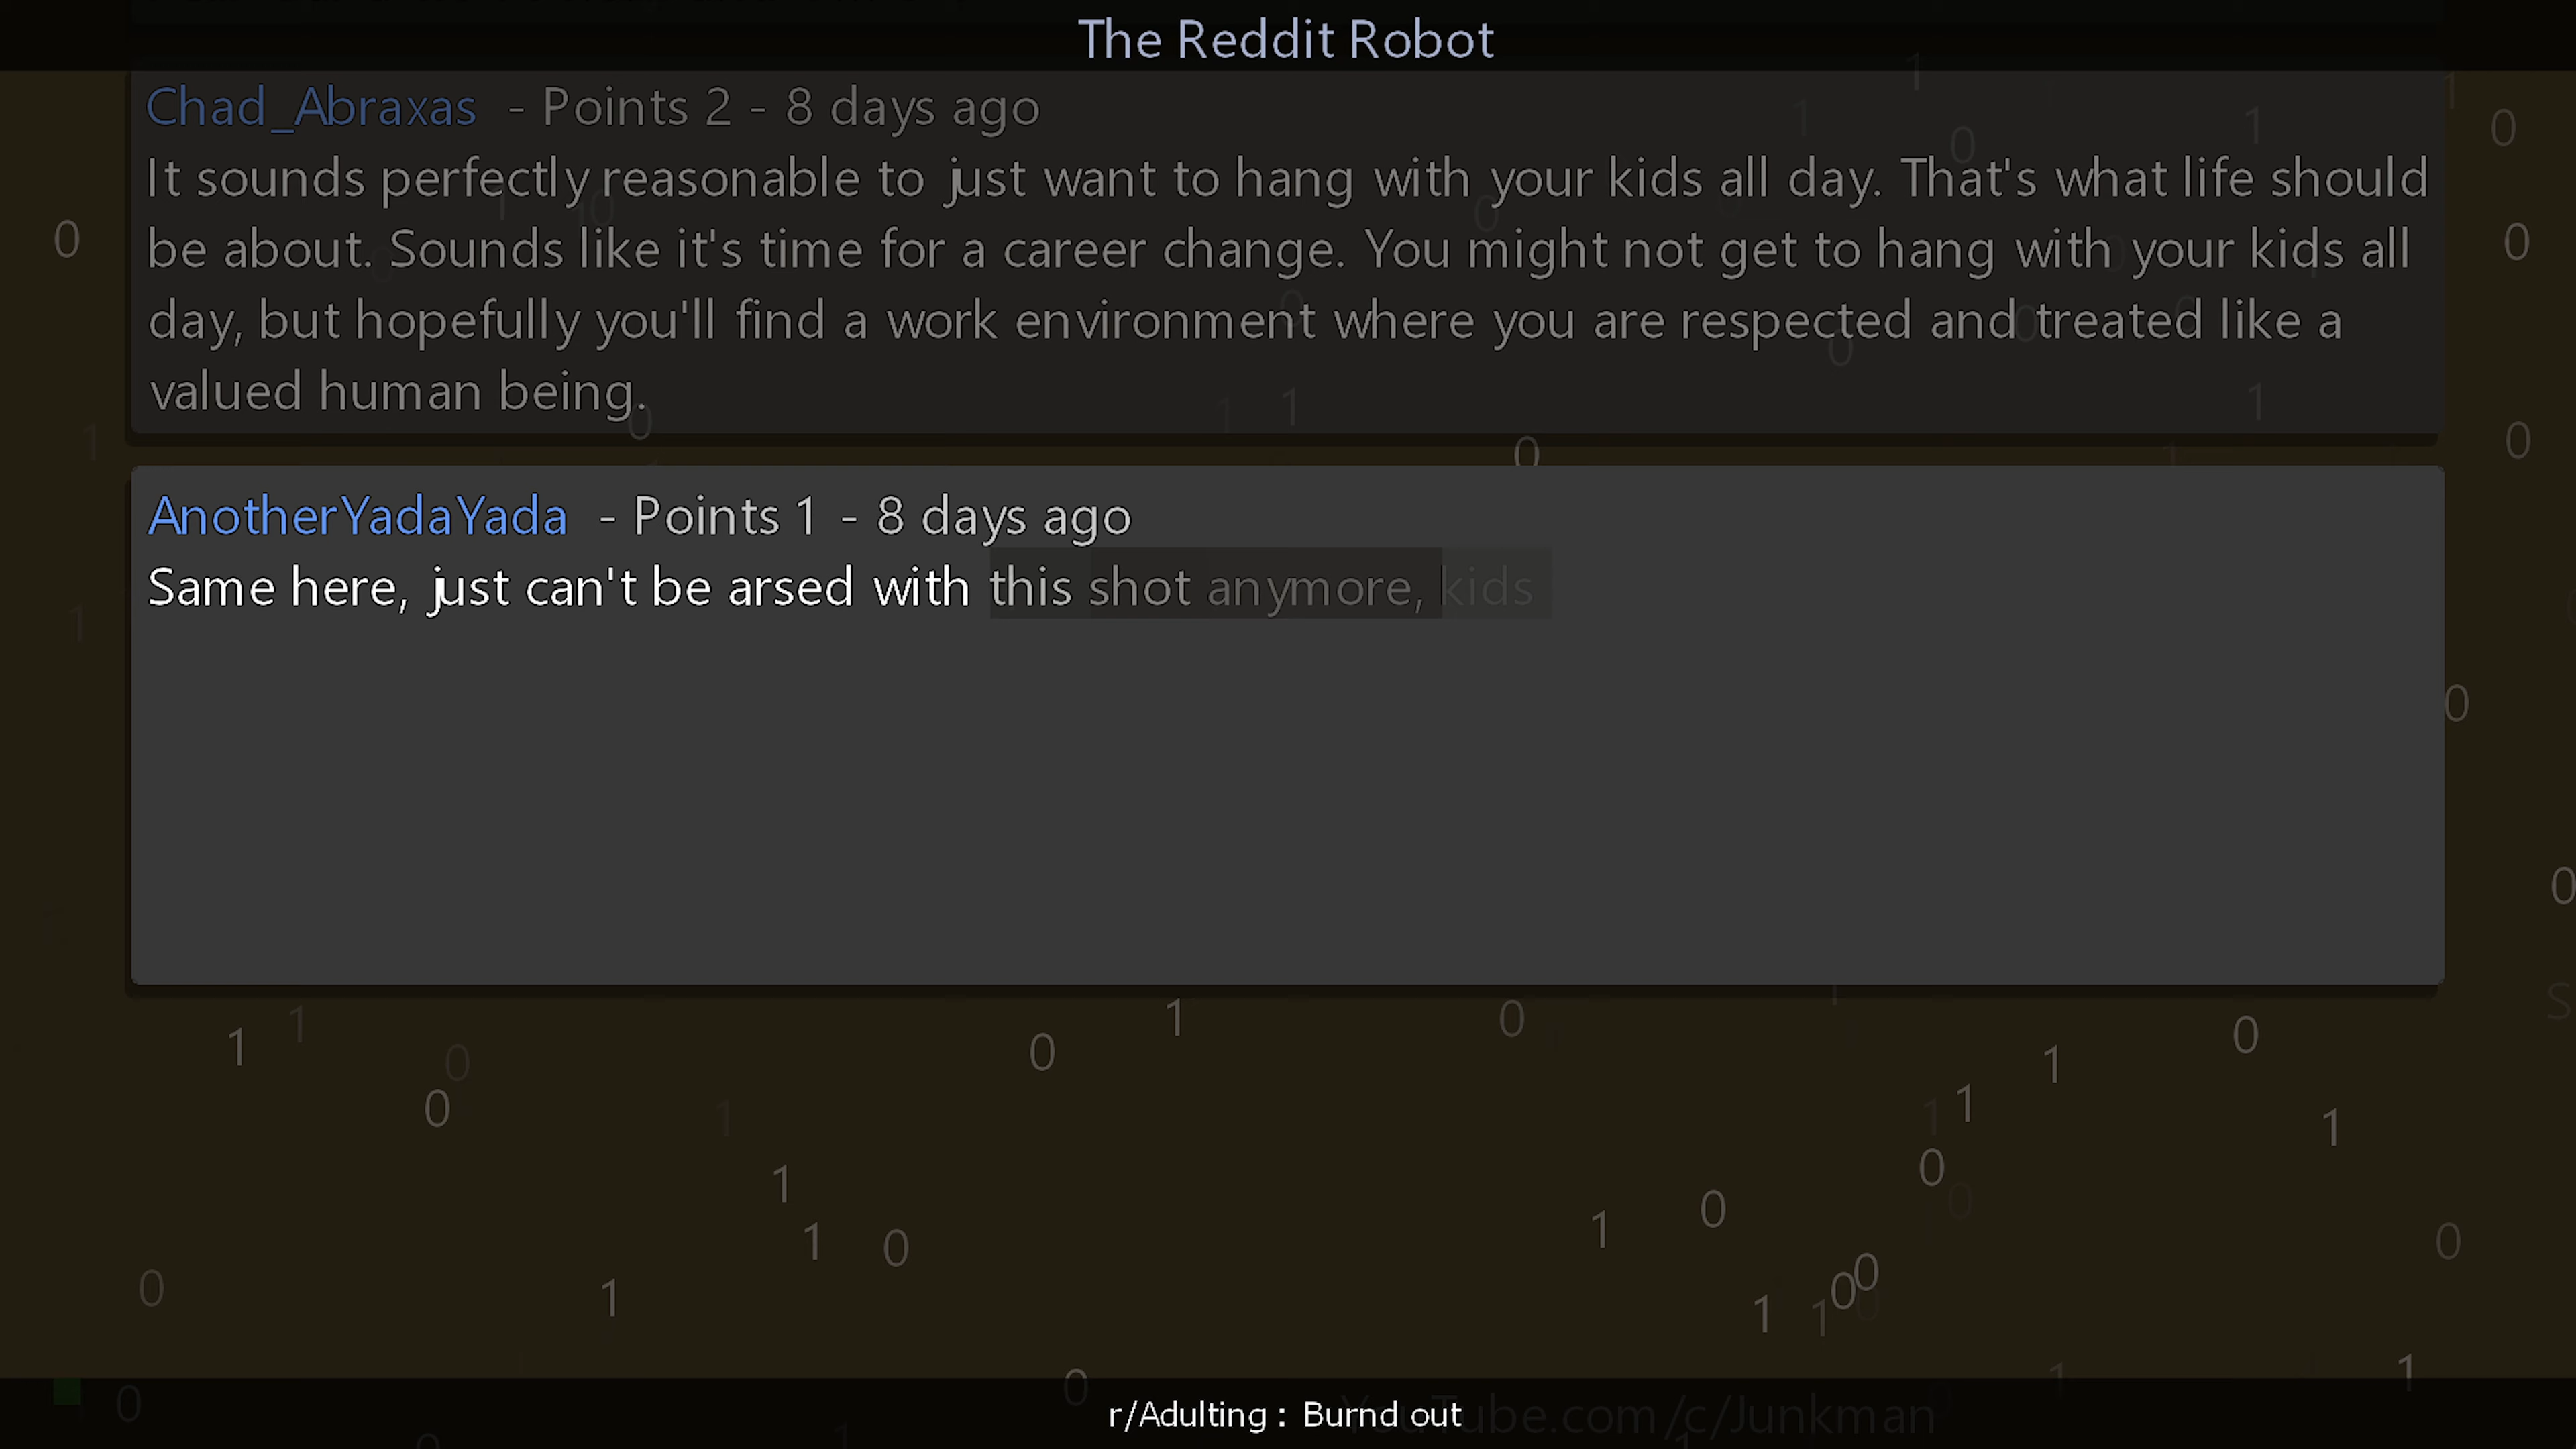 The Reddit Robot
Chad_Abraxas - Points 2 - 8 days ago
It sounds perfectly reasonable to just want to hang with your kids all day. That's what life should
be about. Sounds like it's time for a career change. You might not get to hang with your kids all
day, but hopefully you'll find a work environment where you are respected and treated like a
valued human being.
AnotherYadaYada - Points 1 - 8 days ago
Same here, just can't be arsed with this shot anymore, kids
r/Adulting : Burnd out
YouTube.com/c/Junkman